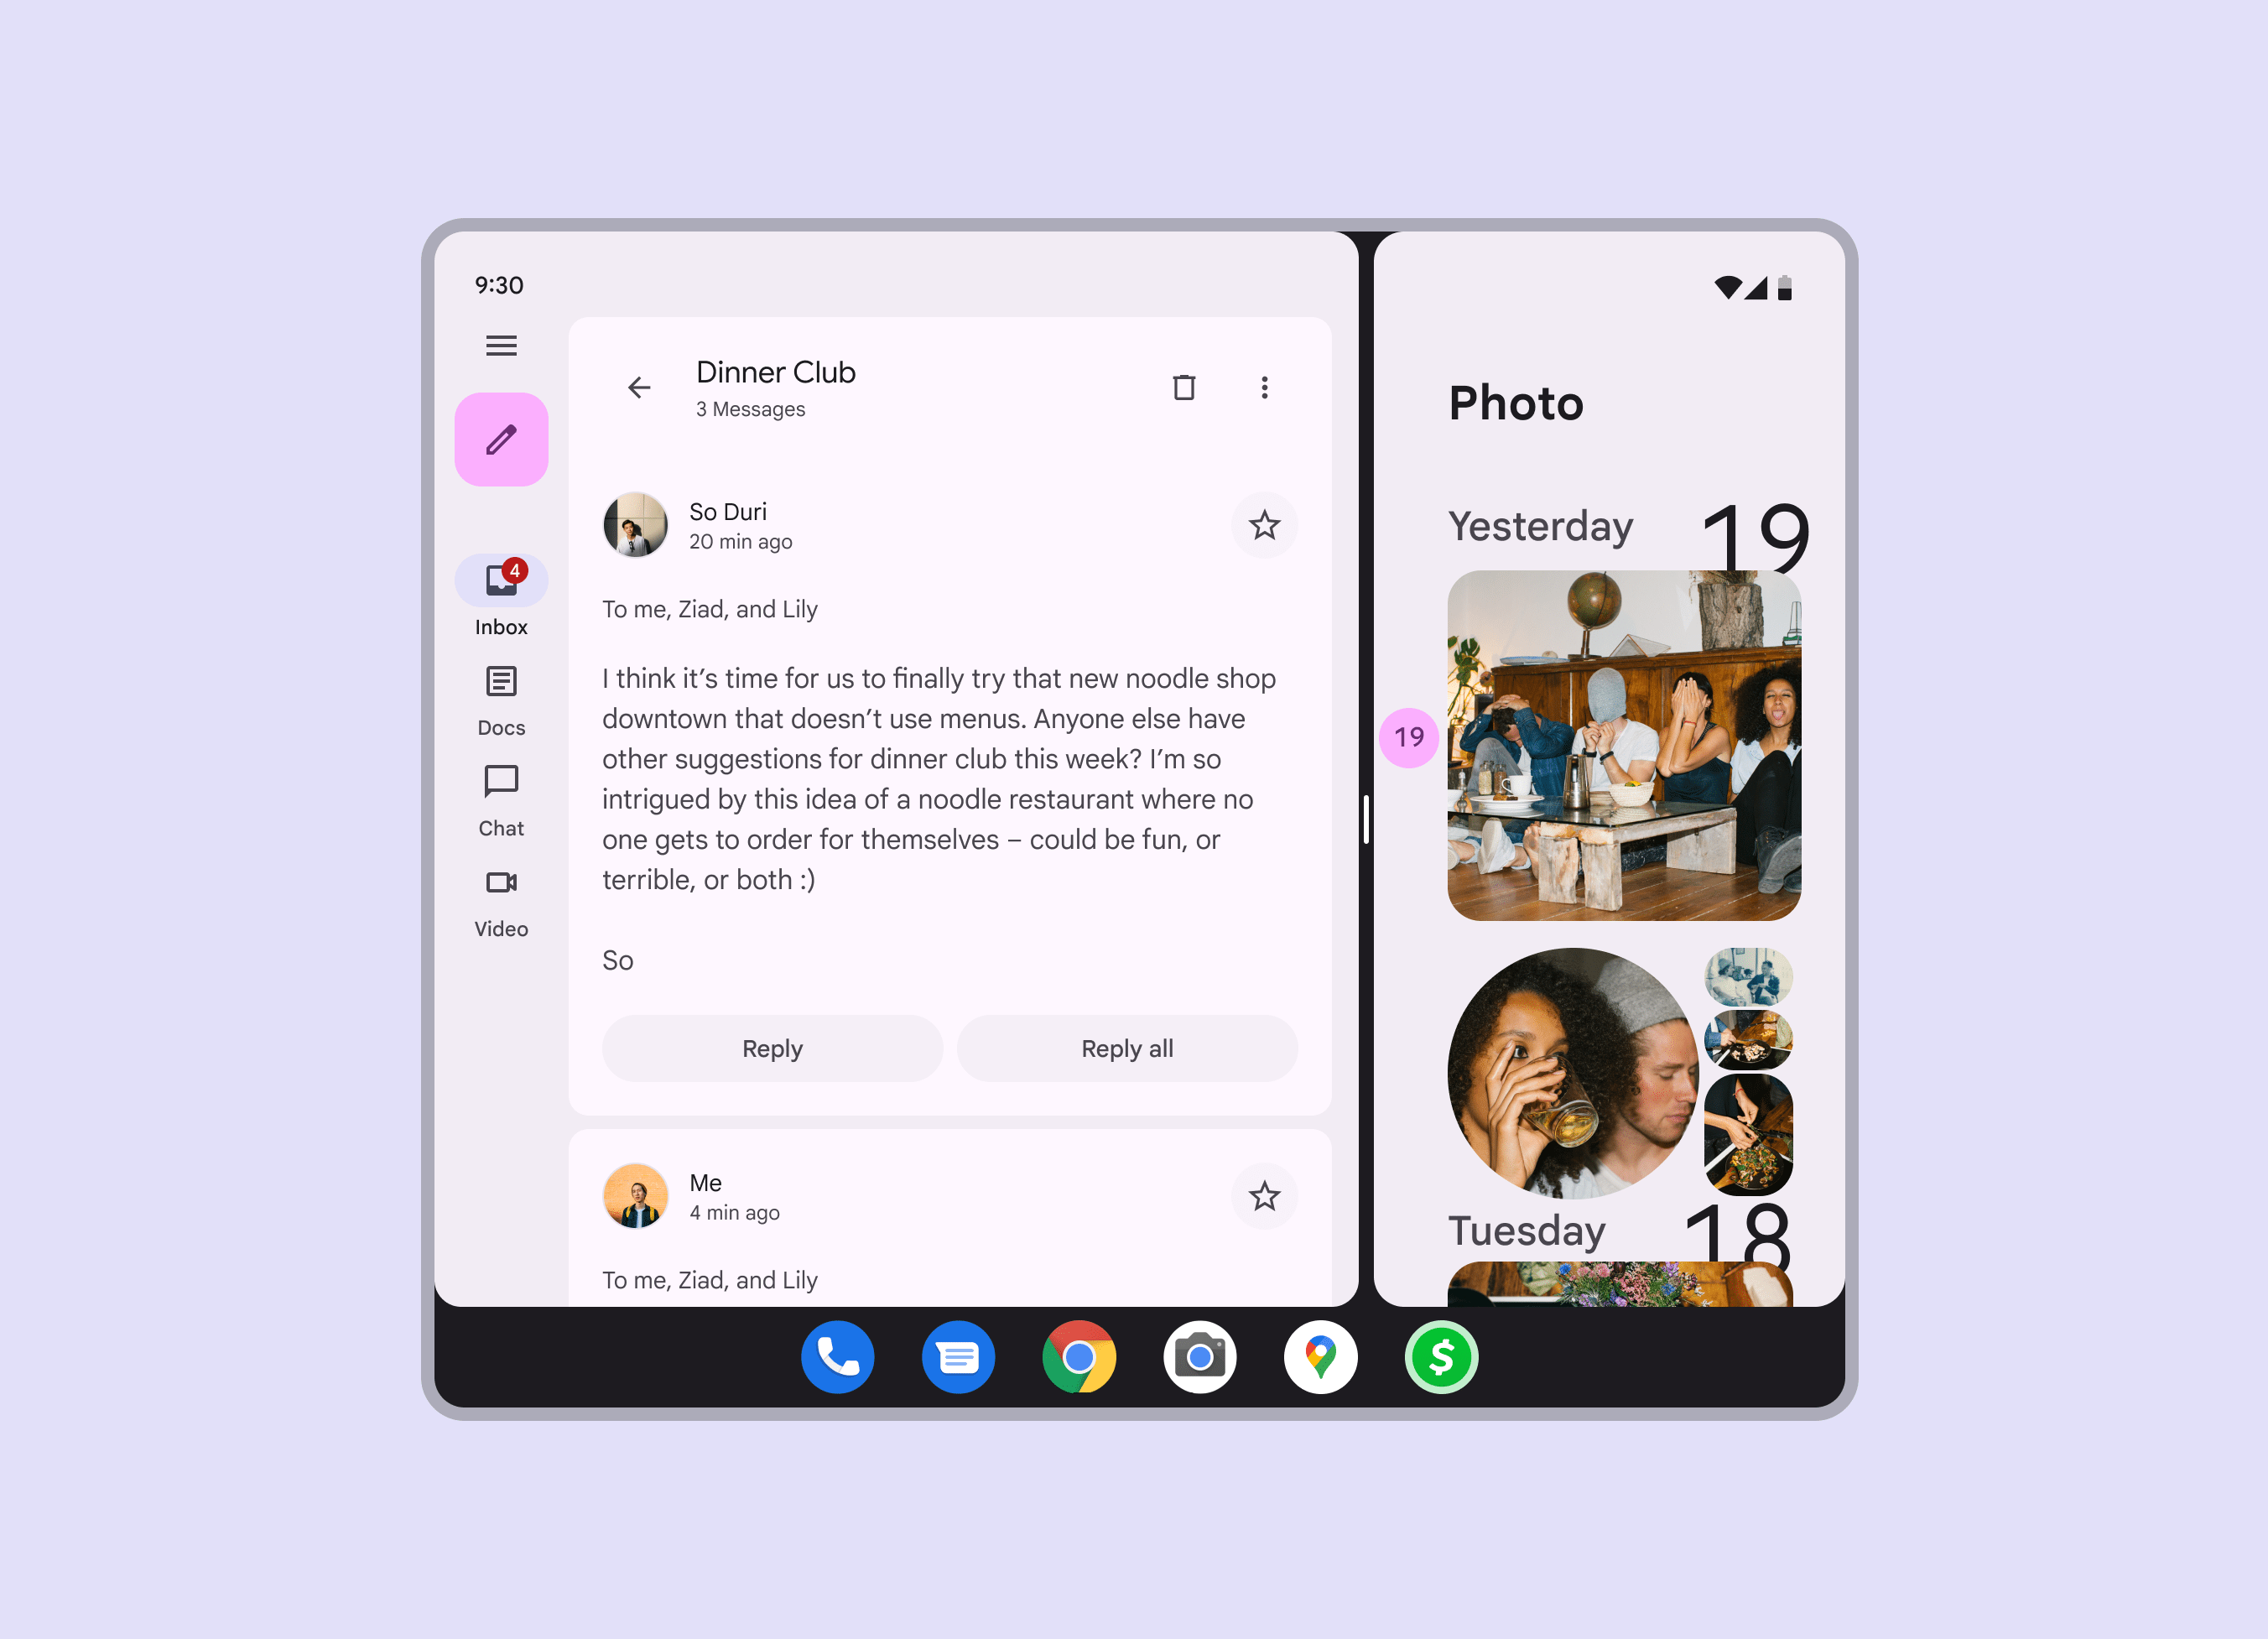 9:30
Dinner Club
3 Messages
So Duri
20 min ago
To me, Ziad, and Lily
I think it’s time for us to finally try that new noodle shop
downtown that doesn’t use menus. Anyone else have
other suggestions for dinner club this week? I’m so
intrigued by this idea of a noodle restaurant where no
one gets to order for themselves – could be fun, or
terrible, or both :)
So
Reply
Reply all
Me
4 min ago
To me, Ziad, and Lily
4
Inbox
Docs
Chat
Video
Photo
Yesterday
19
19
Tuesday
18
$